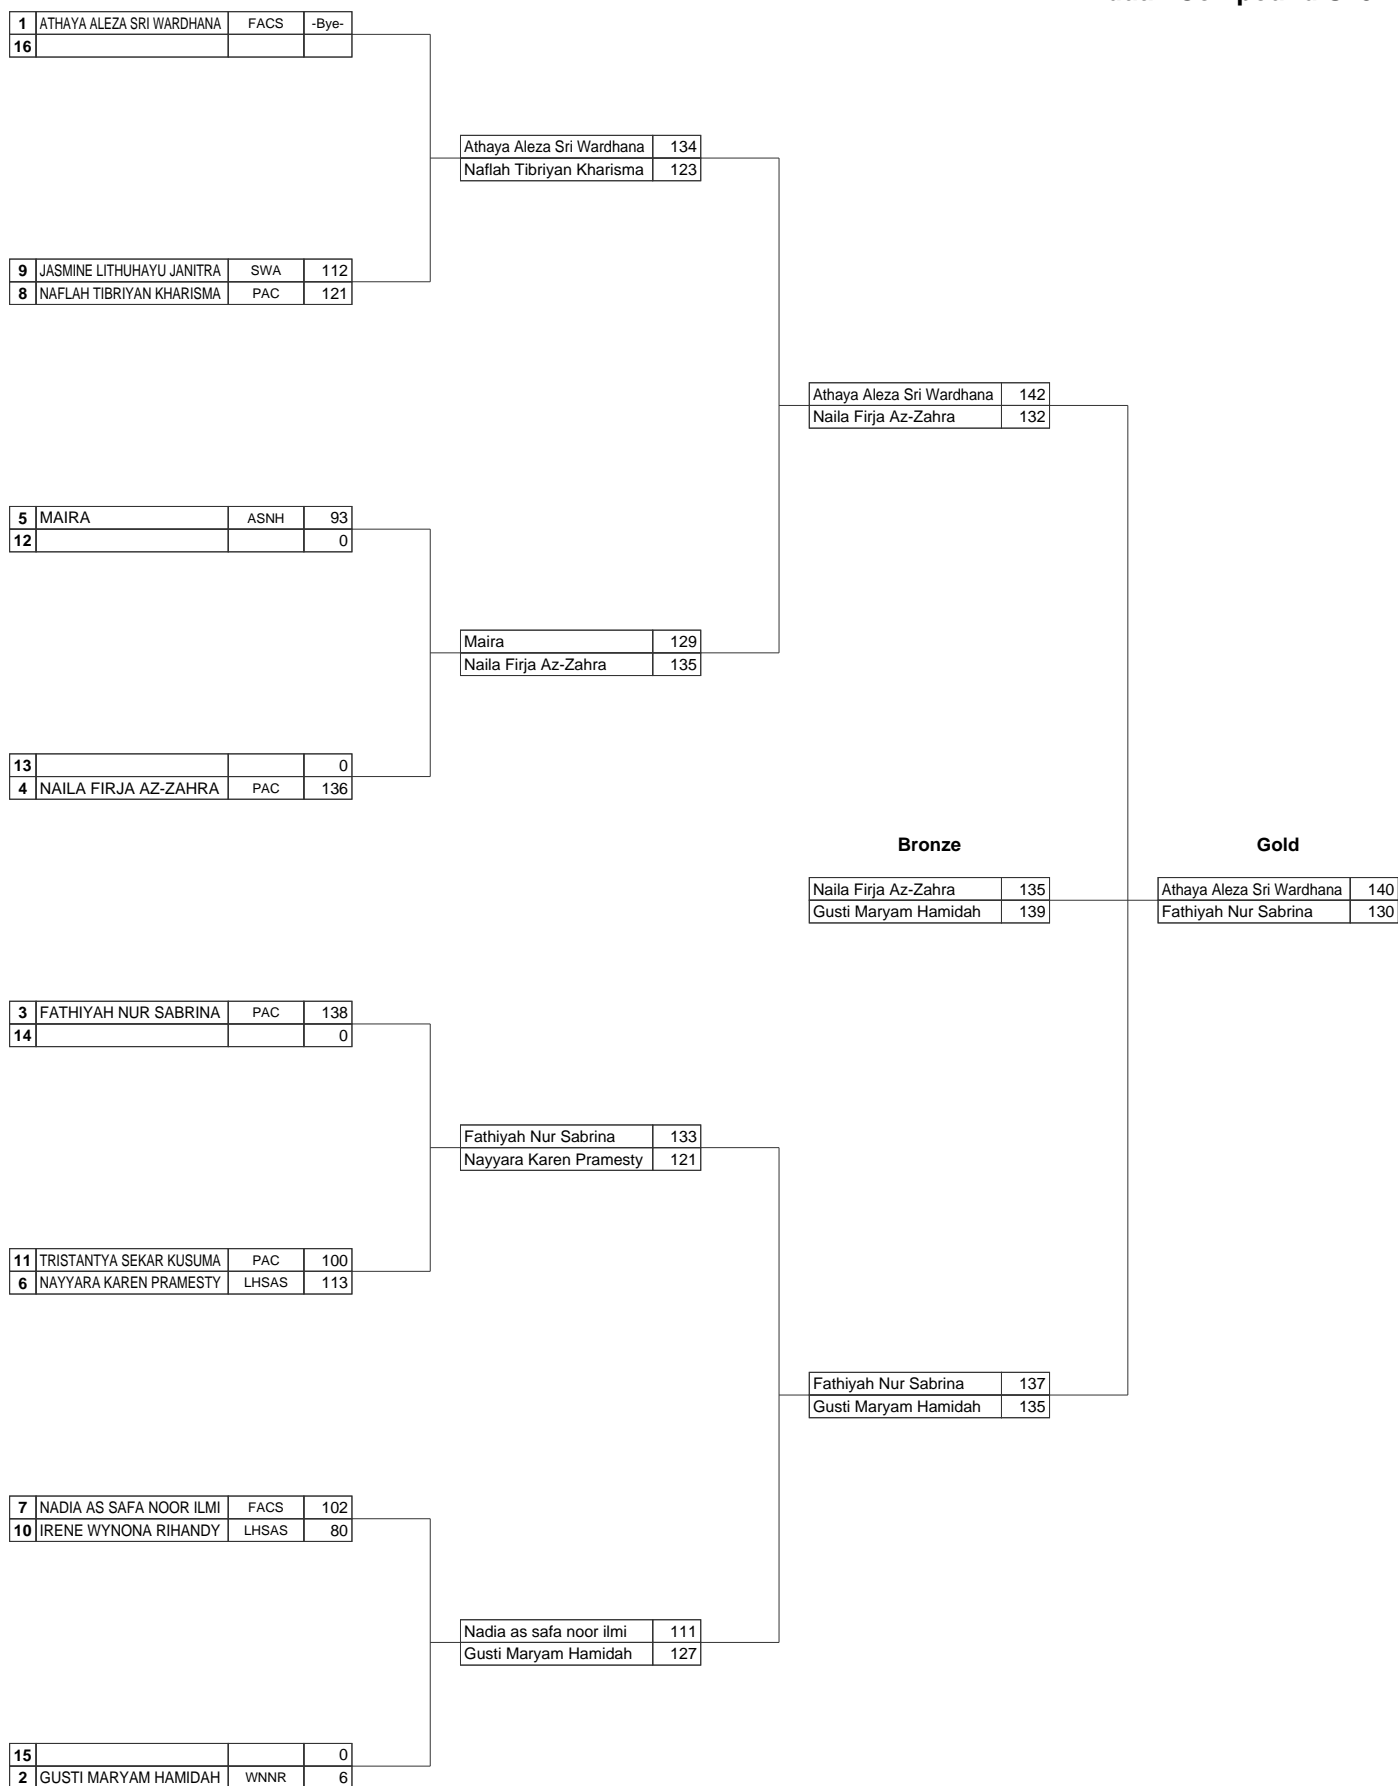 1 ATHAYA ALEZA SRI WARDHANA FACS -Bye-
16
Athaya Aleza Sri Wardhana 134
Naflah Tibriyan Kharisma 123
9 JASMINE LITHUHAYU JANITRA SWA 112
8 NAFLAH TIBRIYAN KHARISMA PAC 121
Athaya Aleza Sri Wardhana 142
Naila Firja Az-Zahra 132
5 MAIRA ASNH 93
12 0
Maira 129
Naila Firja Az-Zahra 135
13 0
4 NAILA FIRJA AZ-ZAHRA PAC 136
Bronze Gold
Naila Firja Az-Zahra 135 Athaya Aleza Sri Wardhana 140
Gusti Maryam Hamidah 139 Fathiyah Nur Sabrina 130
3 FATHIYAH NUR SABRINA PAC 138
14 0
Fathiyah Nur Sabrina 133
Nayyara Karen Pramesty 121
11 TRISTANTYA SEKAR KUSUMA PAC 100
6 NAYYARA KAREN PRAMESTY LHSAS 113
Fathiyah Nur Sabrina 137
Gusti Maryam Hamidah 135
7 NADIA AS SAFA NOOR ILMI FACS 102
10 IRENE WYNONA RIHANDY LHSAS 80
Nadia as safa noor ilmi 111
Gusti Maryam Hamidah 127
15 0
2 GUSTI MARYAM HAMIDAH WNNR 6